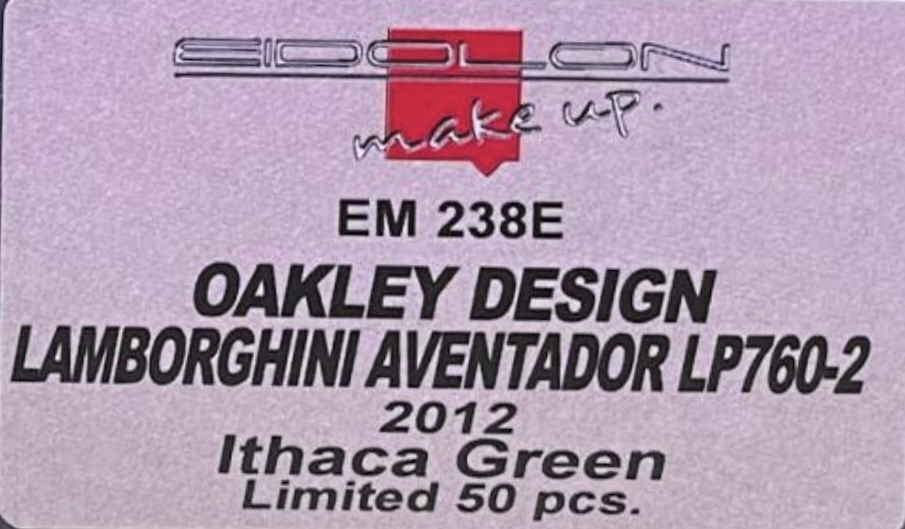 EIDOLON
make up.
EM 238E
OAKLEY DESIGN
LAMBORGHINI AVENTADOR LP760-2
2012
Ithaca Green
Limited 50 pcs.